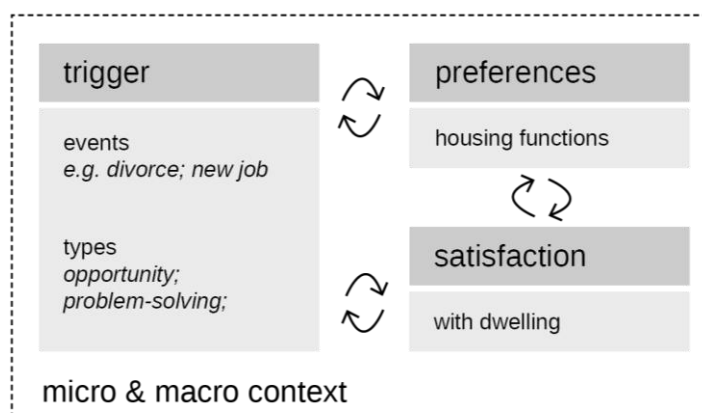 trigger
events
e.g. divorce; new job
types
opportunity;
problem-solving;
preferences
housing functions
satisfaction
with dwelling
micro & macro context